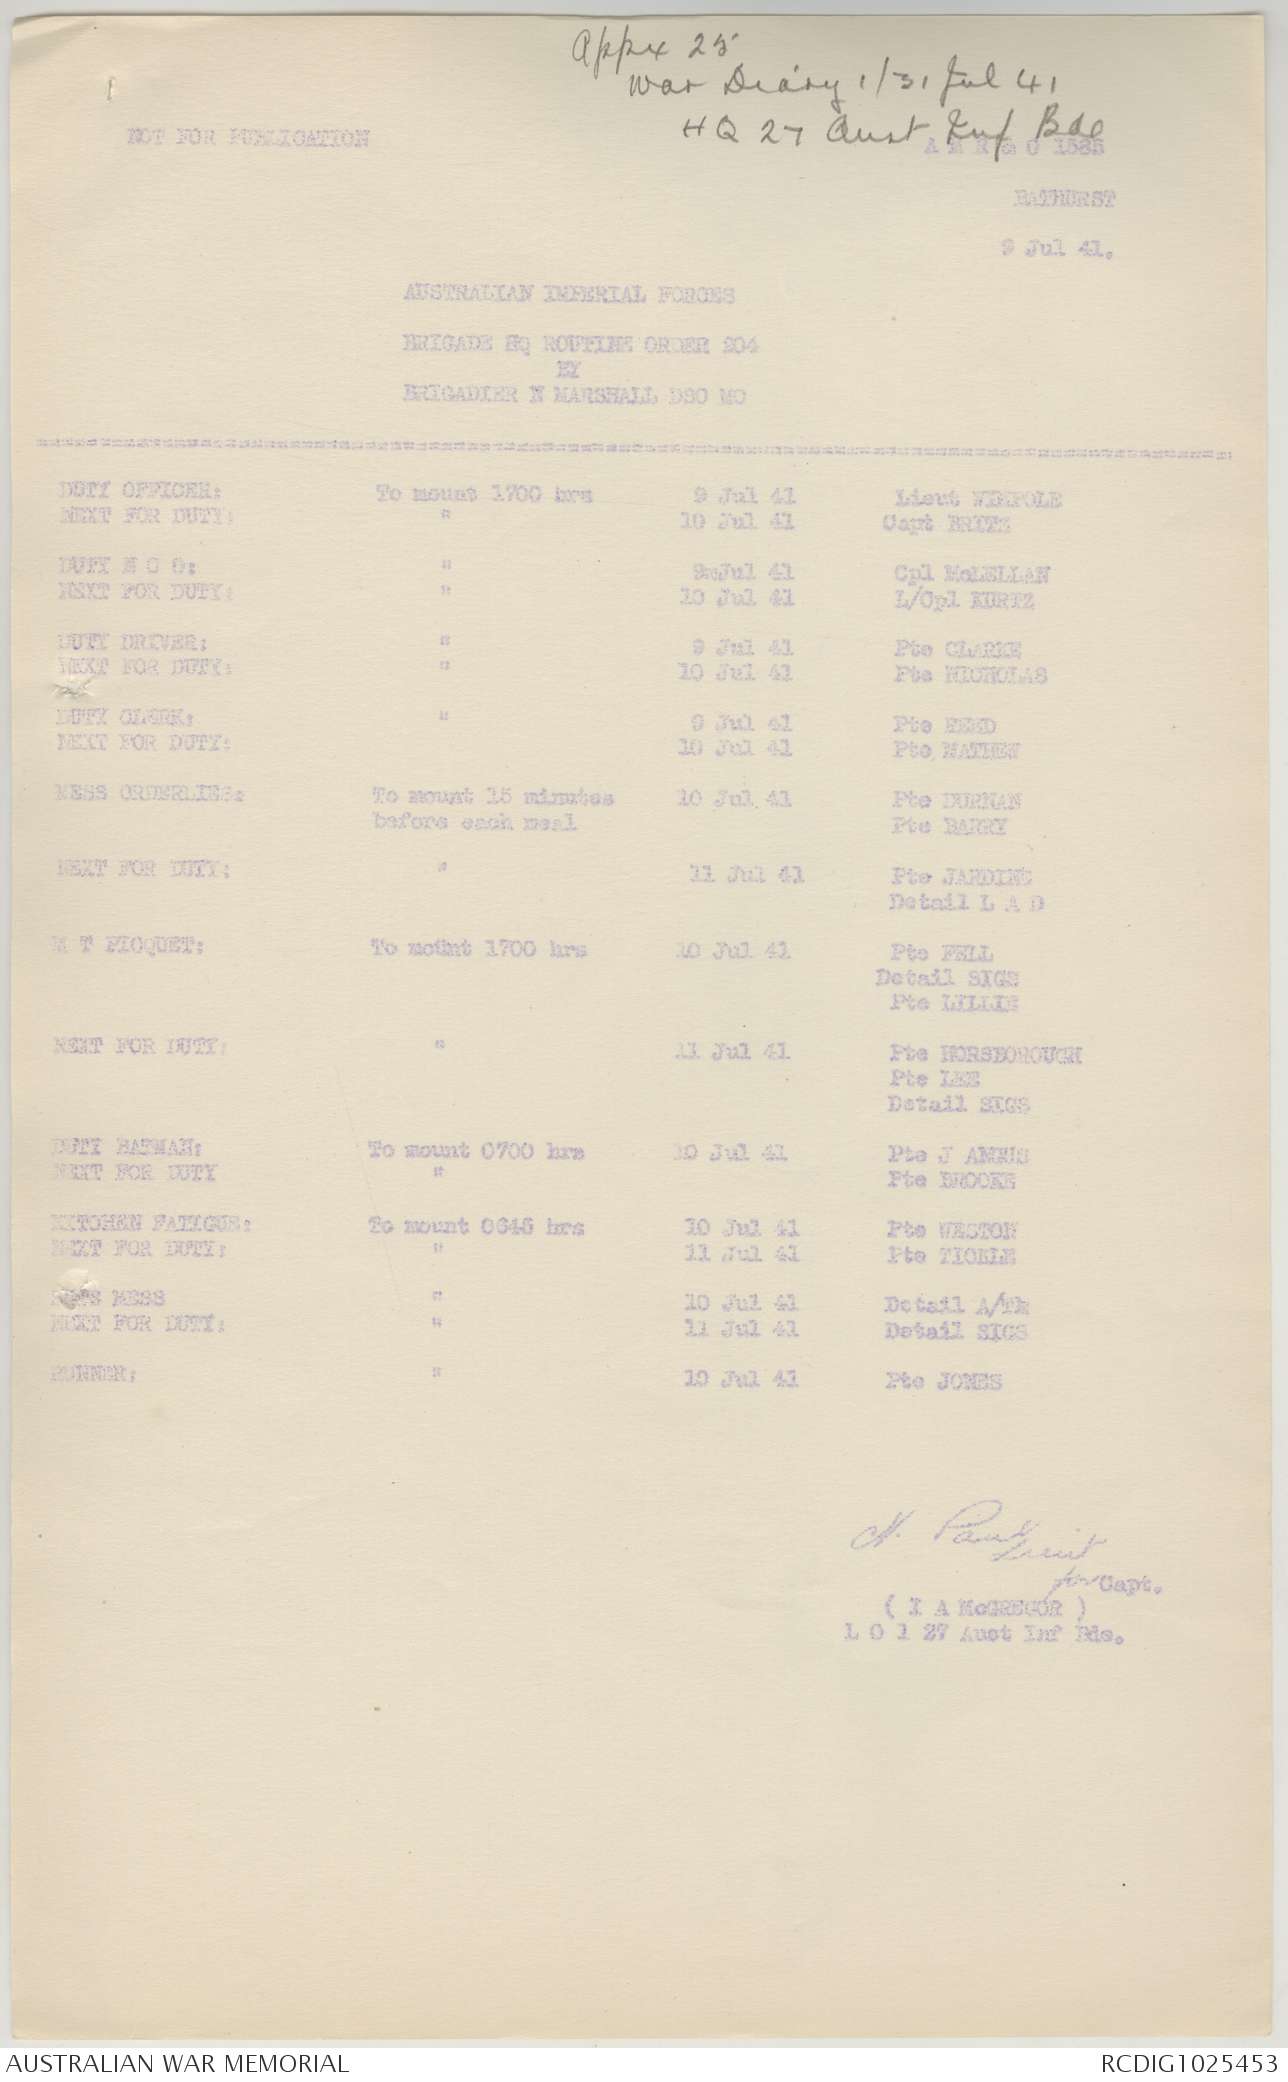 Appx 25
War Diary 1/31 Jul 41
HQ 27 Aust Inf Bde
NOT FOR PUBLICATION
BATHURST
9 Jul 41.
AUSTRALIAN IMPERIAL FORCES
BRIGADE HQ ROUTINE ORDER 204
BY
BRIGADIER N MARSHALL DSO MC
DUTY OFFICER: To mount 1700 hrs 9 Jul 41 Lieut WIMPOLE
NEXT FOR DUTY: " 10 Jul 41 Capt BRITZ
DUTY N C O: " 9 Jul 41 Cpl McLELLAN
NEXT FOR DUTY: " 10 Jul 41 L/Cpl KURTZ
DUTY DRIVER: " 9 Jul 41 Pte CLARKE
NEXT FOR DUTY: " 10 Jul 41 Pte NICHOLAS
DUTY CLERK: " 9 Jul 41 Pte REED
NEXT FOR DUTY: 10 Jul 41 Pte MATHEW
MESS ORDERLIES: To mount 15 minutes 10 Jul 41 Pte DURNAN
before each meal Pte BARRY
NEXT FOR DUTY: " 11 Jul 41 Pte JARDINE
Detail L A D
M T PICQUET: To mount 1700 hrs 10 Jul 41 Pte FELL
Detail SIGS
Pte LILLIE
NEXT FOR DUTY: " 11 Jul 41 Pte HORSBOROUGH
Pte LEE
Detail SIGS
DUTY BATMAN: To mount 0700 hrs 10 Jul 41 Pte J
NEXT FOR DUTY " Pte BROOKE
KITCHEN FATIGUE: To mount 0645 hrs 10 Jul 41 Pte WESTON
NEXT FOR DUTY: " 11 Jul 41 Pte TICKLE
MESS " 10 Jul 41 Detail A/Tk
NEXT FOR DUTY: " 11 Jul 41 Detail SIGS
RUNNER: " 10 Jul 41 Pte JONES
Lieut
for Capt.
( I A McGREGOR )
L O 1 27 Aust Inf Bde.
AUSTRALIAN WAR MEMORIAL RCDIG1025453